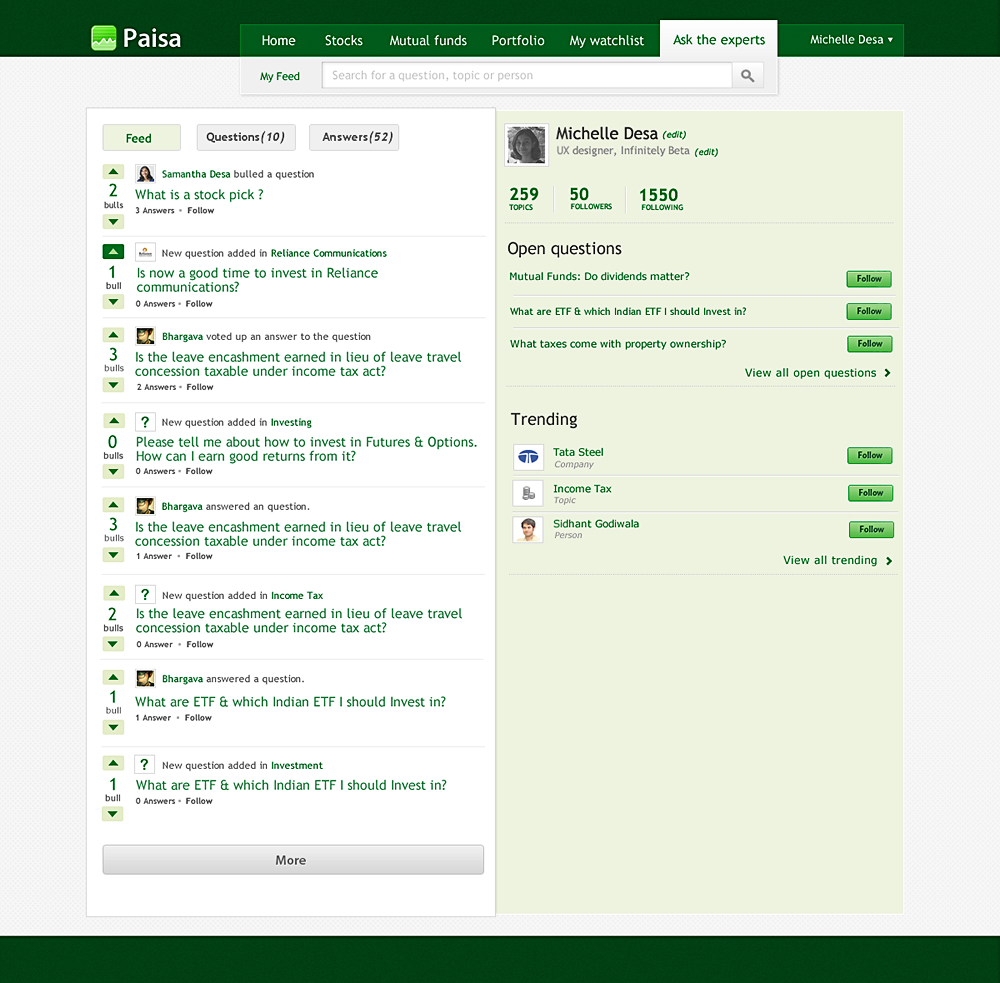 Paisa
Home Stocks Mutual funds Portfolio My watchlist Ask the experts Michelle Desa ▾
My Feed Search for a question, topic or person
Feed Questions(10) Answers(52)
Samantha Desa bulled a question
2
bulls
What is a stock pick ?
3 Answers • Follow
New question added in Reliance Communications
1
bull
Is now a good time to invest in Reliance
communications?
0 Answers • Follow
Bhargava voted up an answer to the question
3
bulls
Is the leave encashment earned in lieu of leave travel
concession taxable under income tax act?
2 Answers • Follow
? New question added in Investing
0
bulls
Please tell me about how to invest in Futures & Options.
How can I earn good returns from it?
0 Answers • Follow
Bhargava answered an question.
3
bulls
Is the leave encashment earned in lieu of leave travel
concession taxable under income tax act?
1 Answer • Follow
? New question added in Income Tax
2
bulls
Is the leave encashment earned in lieu of leave travel
concession taxable under income tax act?
0 Answer • Follow
Bhargava answered a question.
1
bull
What are ETF & which Indian ETF I should Invest in?
1 Answer • Follow
? New question added in Investment
1
bull
What are ETF & which Indian ETF I should Invest in?
0 Answers • Follow
More
Michelle Desa (edit)
UX designer, Infinitely Beta (edit)
259 50 1550
TOPICS FOLLOWERS FOLLOWING
Open questions
Mutual Funds: Do dividends matter? Follow
What are ETF & which Indian ETF I should Invest in? Follow
What taxes come with property ownership? Follow
View all open questions >
Trending
Tata Steel Follow
Company
Income Tax Follow
Topic
Sidhant Godiwala Follow
Person
View all trending >